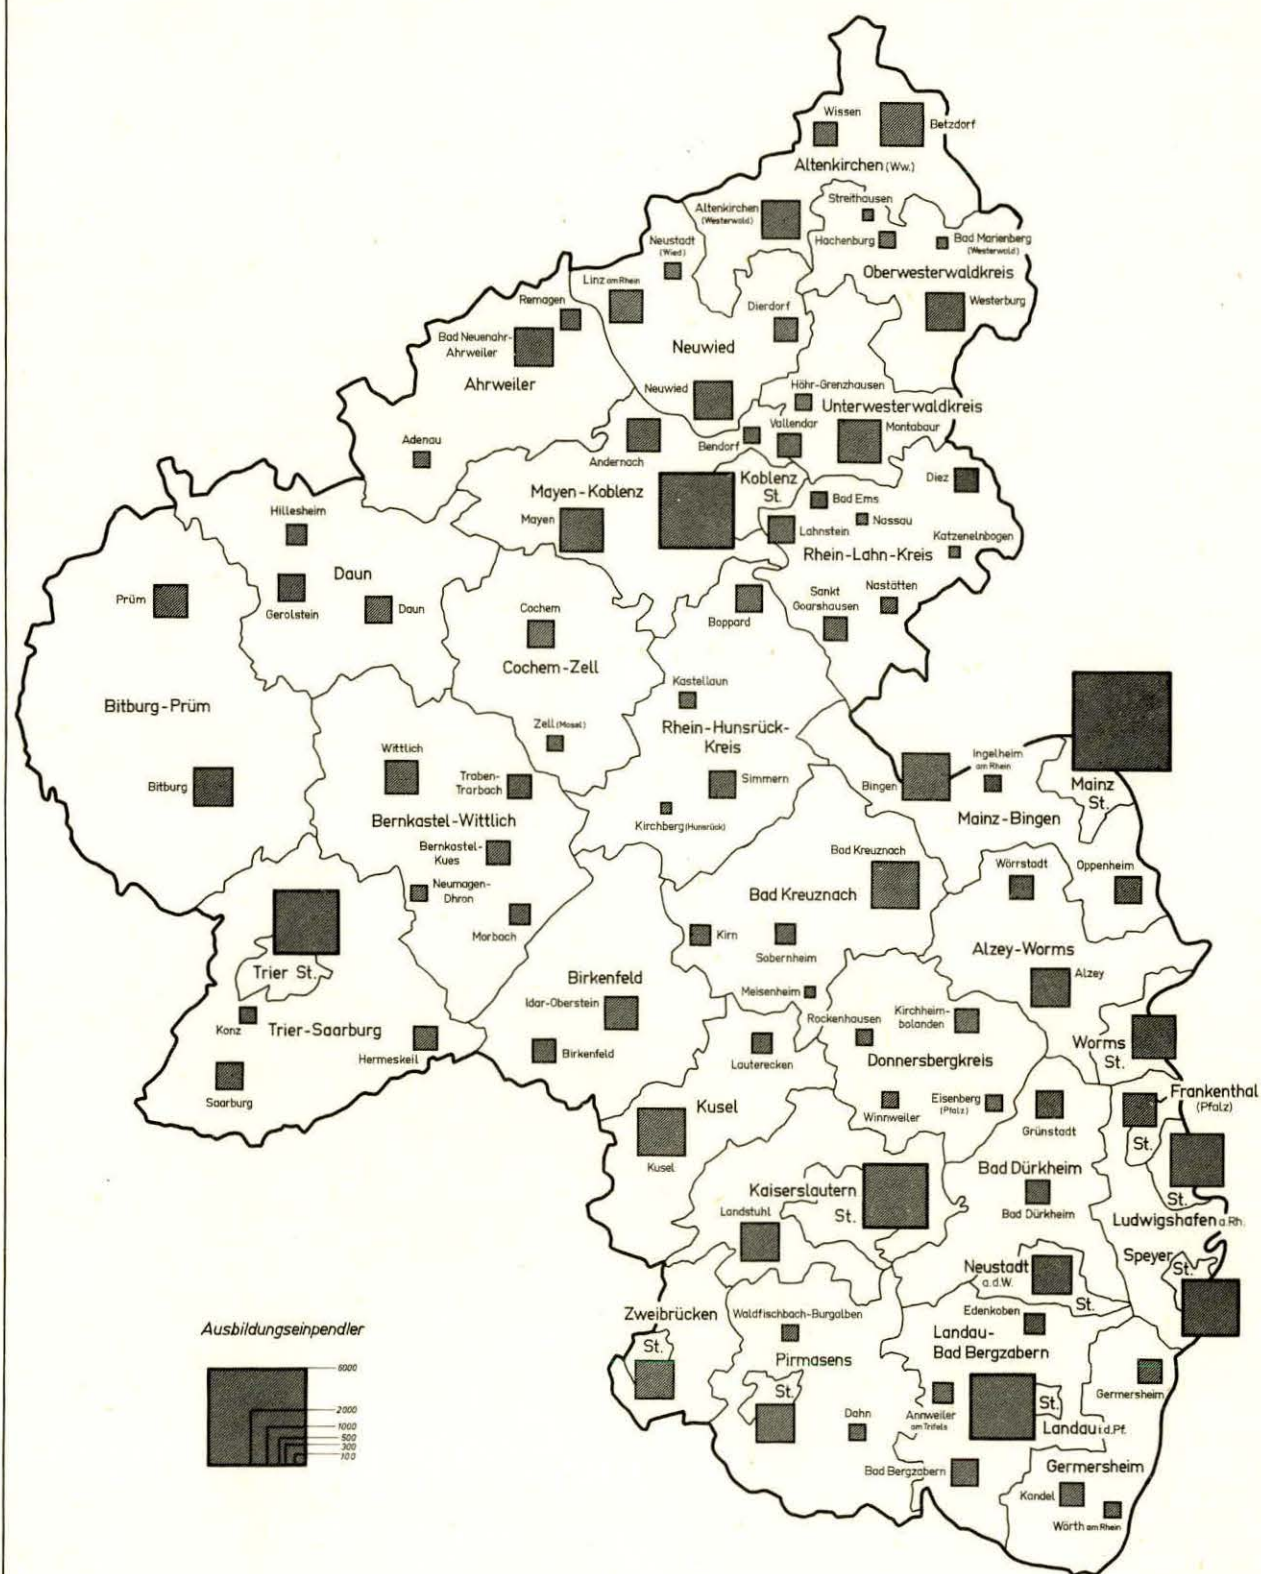 Wissen
Betzdorf
Altenkirchen (Ww.)
Streithausen
Altenkirchen
(Westerwald)
Hachenburg
Bad Marienberg
(Westerwald)
Neustadt
(Wied)
Oberwesterwaldkreis
Linz am Rhein
Remagen
Dierdorf
Westerburg
Bad Neuenahr-
Ahrweiler
Neuwied
Ahrweiler
Neuwied
Höhr-Grenzhausen
Unterwesterwaldkreis
Vallendar
Montabaur
Bendorf
Adenau
Andernach
Koblenz
St.
Diez
Mayen-Koblenz
Bad Ems
Hillesheim
Mayen
Nassau
Lahnstein
Katzenelnbogen
Rhein-Lahn-Kreis
Daun
Prüm
Gerolstein
Daun
Cochem
Boppard
Sankt
Goarshausen
Nastätten
Cochem-Zell
Kastellaun
Bitburg-Prüm
Zell (Mosel)
Rhein-Hunsrück-
Kreis
Wittlich
Traben-
Trarbach
Simmern
Bingen
Ingelheim
am Rhein
Mainz
St.
Bitburg
Bernkastel-Wittlich
Kirchberg (Hunsrück)
Mainz-Bingen
Bernkastel-
Kues
Bad Kreuznach
Wörrstadt
Oppenheim
Neumagen-
Dhron
Bad Kreuznach
Morbach
Kirn
Sobernheim
Alzey-Worms
Trier St.
Birkenfeld
Alzey
Meisenheim
Idar-Oberstein
Rockenhausen
Kirchheim-
bolanden
Konz
Trier-Saarburg
Worms
St.
Hermeskeil
Birkenfeld
Lauterecken
Donnersbergkreis
Saarburg
Frankenthal
(Pfalz)
Kusel
Winnweiler
Eisenberg
(Pfalz)
Grünstadt
St.
Kusel
Bad Dürkheim
Kaiserslautern
St.
St.
Landstuhl
Bad Dürkheim
Ludwigshafen a. Rh.
Speyer
St.
Neustadt
a.d.W.
St.
Zweibrücken
St.
Waldfischbach-Burgalben
Edenkoben
Landau-
Bad Bergzabern
Ausbildungseinpendler
Pirmasens
St.
Germersheim
6000
2000
1000
500
300
100
Dahn
Annweiler
am Trifels
St.
Landau i.d.Pf.
Bad Bergzabern
Germersheim
Kandel
Wörth am Rhein